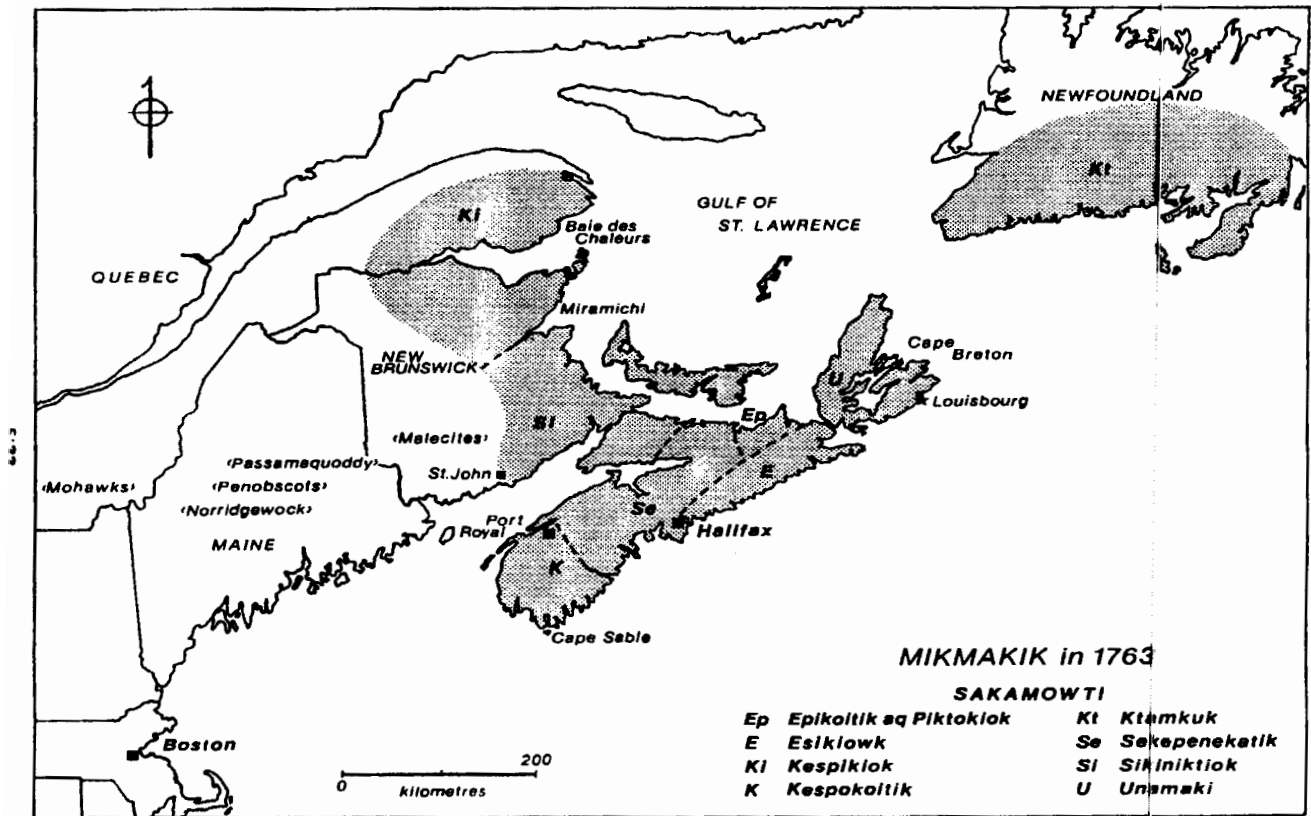 NEWFOUNDLAND
Kt
Ki
GULF OF
ST. LAWRENCE
Baie des
Chaleurs
QUEBEC
Miramichi
NEW
BRUNSWICK
Cape
Breton
U
Louisbourg
Ep
Si
‹Malecites›
‹Passamaquoddy›
St.John
E
‹Mohawks›
‹Penobscots›
‹Norridgewock›
Se
Port
Royal
Halifax
MAINE
K
Cape Sable
MIKMAKIK in 1763
SAKAMOWTI
Ep Epikoitik aq Piktokiok
Kt Ktamkuk
E Esikiowk
Se Sekepenekatik
Ki Kespikiok
Si Sikiniktiok
K Kespokoitik
U Unamaki
Boston
0 200
kilometres